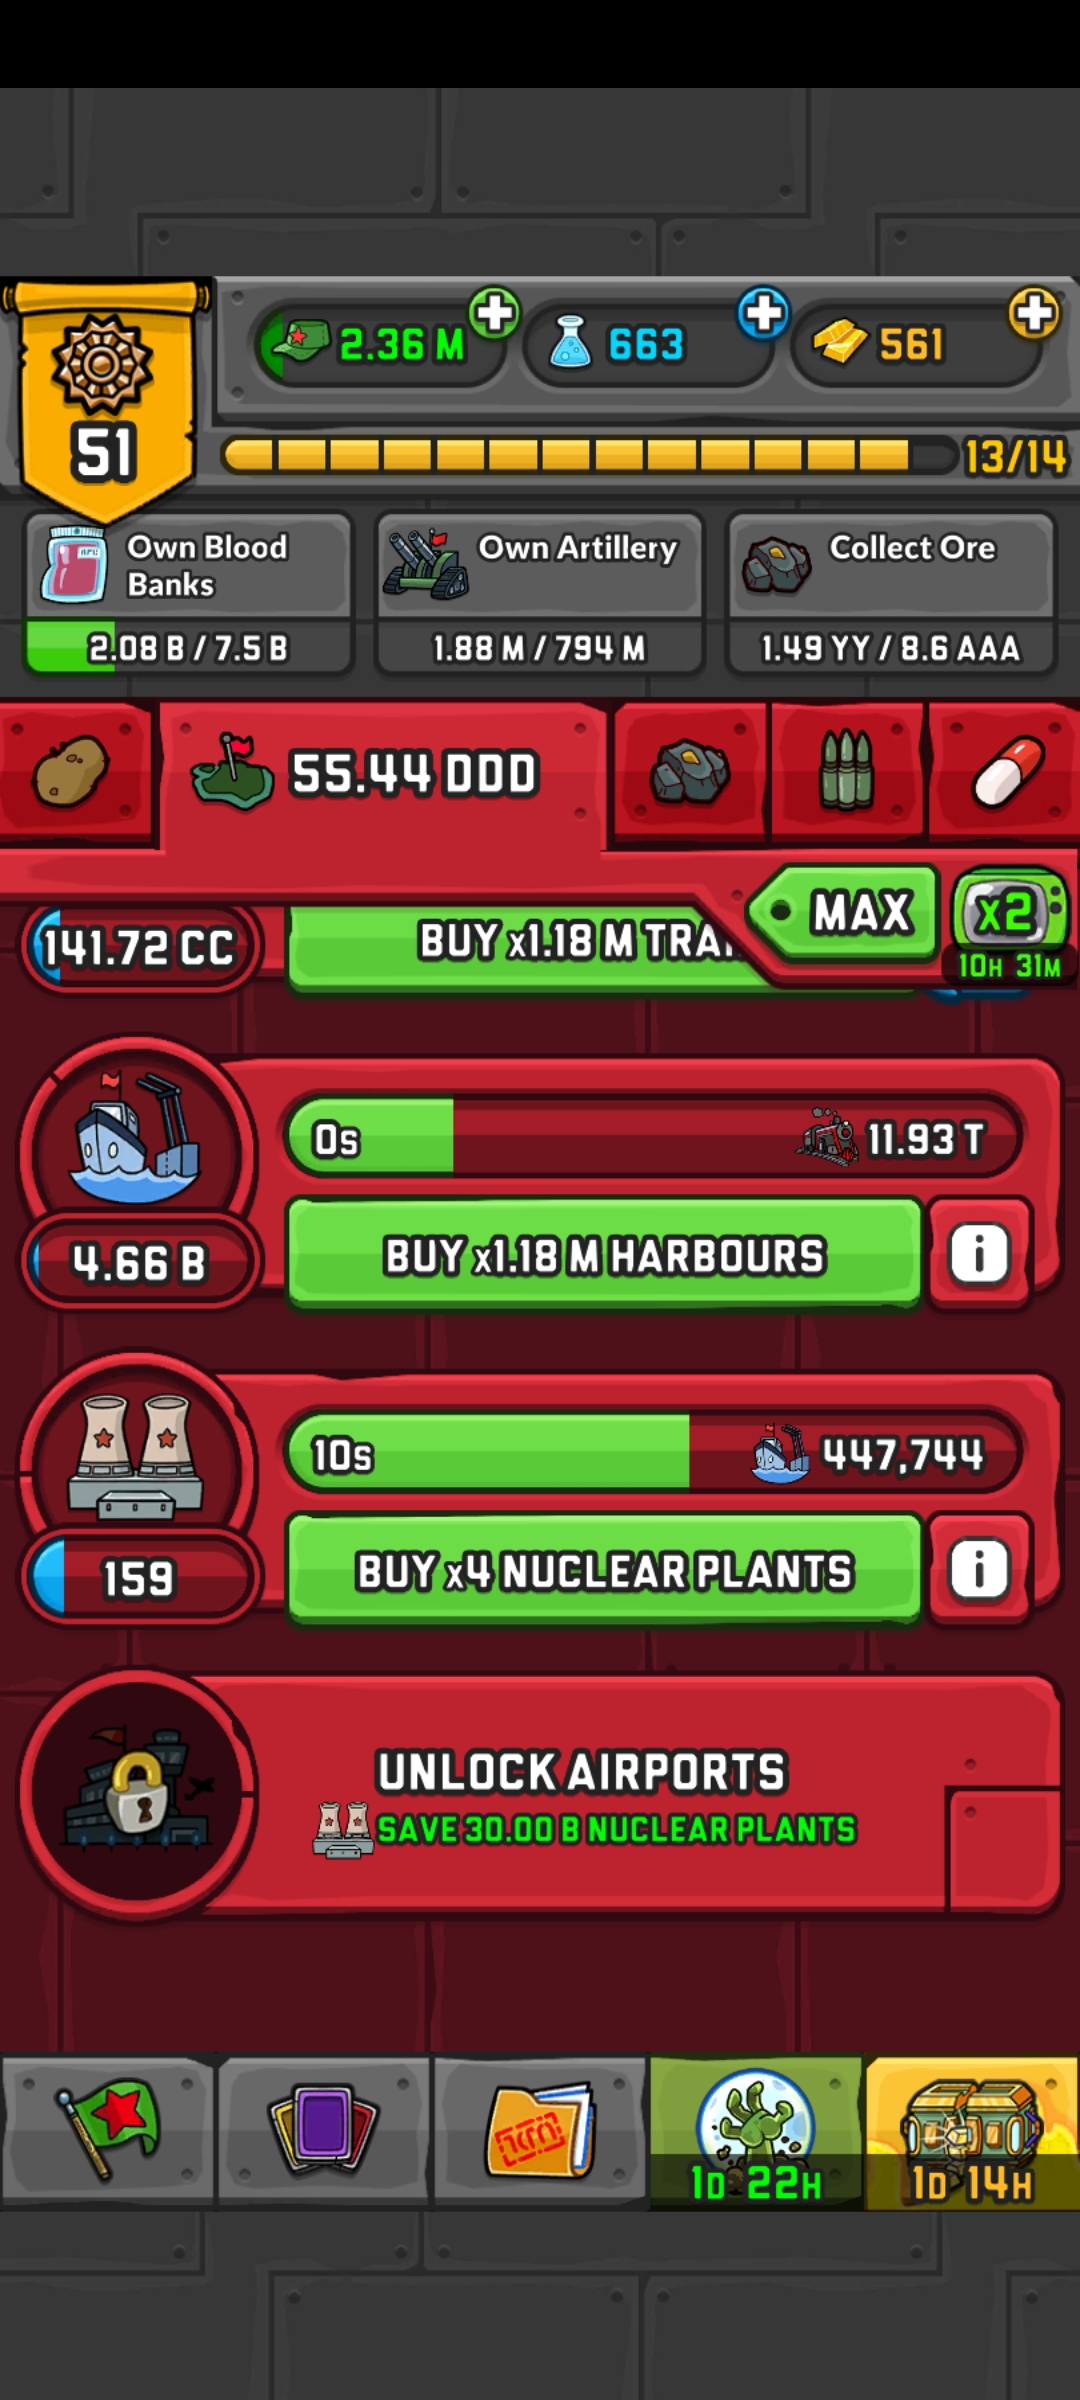 2.36 M
663
561
51
13/14
Own Blood Banks
Own Artillery
Collect Ore
2.08 B / 7.5 B
1.88 M / 794 M
1.49 YY / 8.6 AAA
55.44 DDD
MAX
x2
10H 31M
141.72 CC
BUY x1.18 M TRA
0s
11.93 T
4.66 B
BUY x1.18 M HARBOURS
i
10s
447,744
159
BUY x4 NUCLEAR PLANTS
i
UNLOCK AIRPORTS
SAVE 30.00 B NUCLEAR PLANTS
1D 22H
1D 14H